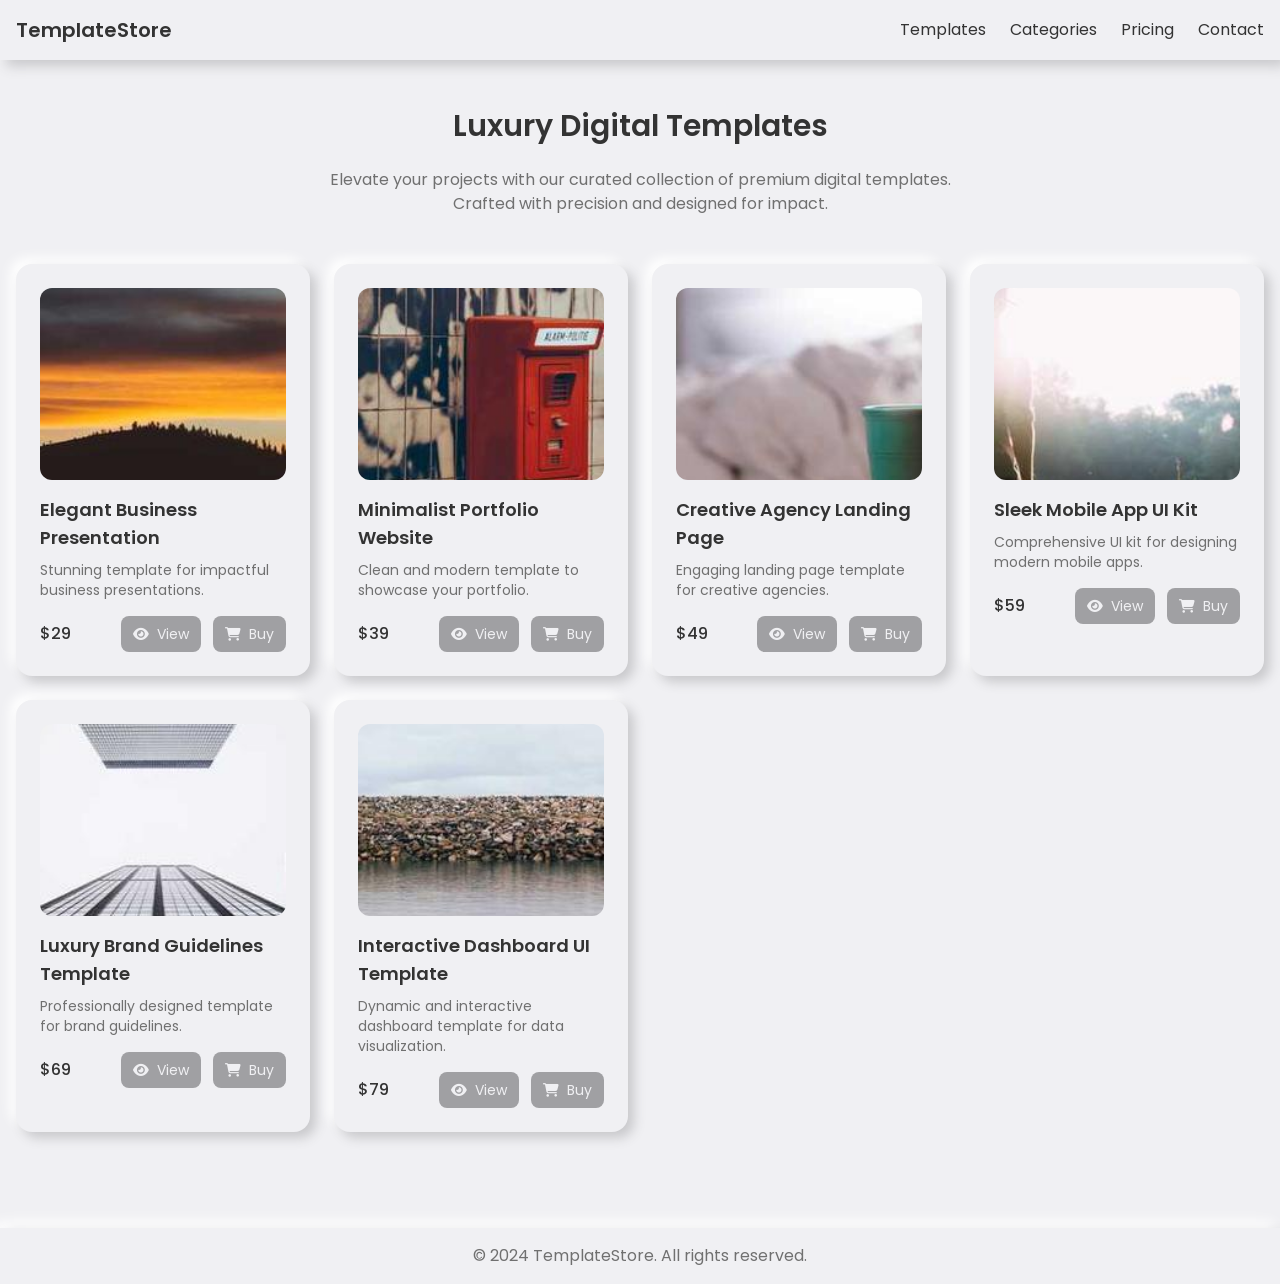 TemplateStore
Templates Categories Pricing Contact
Luxury Digital Templates
Elevate your projects with our curated collection of premium digital templates.
Crafted with precision and designed for impact.
ALARM-POLITIE
Elegant Business
Presentation
Stunning template for impactful
business presentations.
$29 View Buy
Minimalist Portfolio
Website
Clean and modern template to
showcase your portfolio.
$39 View Buy
Creative Agency Landing
Page
Engaging landing page template
for creative agencies.
$49 View Buy
Sleek Mobile App UI Kit
Comprehensive UI kit for designing
modern mobile apps.
$59 View Buy
Luxury Brand Guidelines
Template
Professionally designed template
for brand guidelines.
$69 View Buy
Interactive Dashboard UI
Template
Dynamic and interactive
dashboard template for data
visualization.
$79 View Buy
© 2024 TemplateStore. All rights reserved.